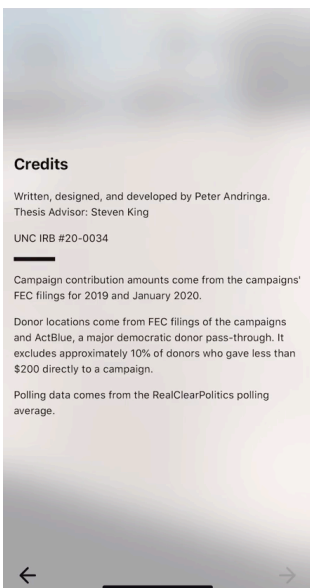 Credits
Written, designed, and developed by Peter Andringa.
Thesis Advisor: Steven King
UNC IRB #20-0034
Campaign contribution amounts come from the campaigns'
FEC filings for 2019 and January 2020.
Donor locations come from FEC filings of the campaigns
and ActBlue, a major democratic donor pass-through. It
excludes approximately 10% of donors who gave less than
$200 directly to a campaign.
Polling data comes from the RealClearPolitics polling
average.